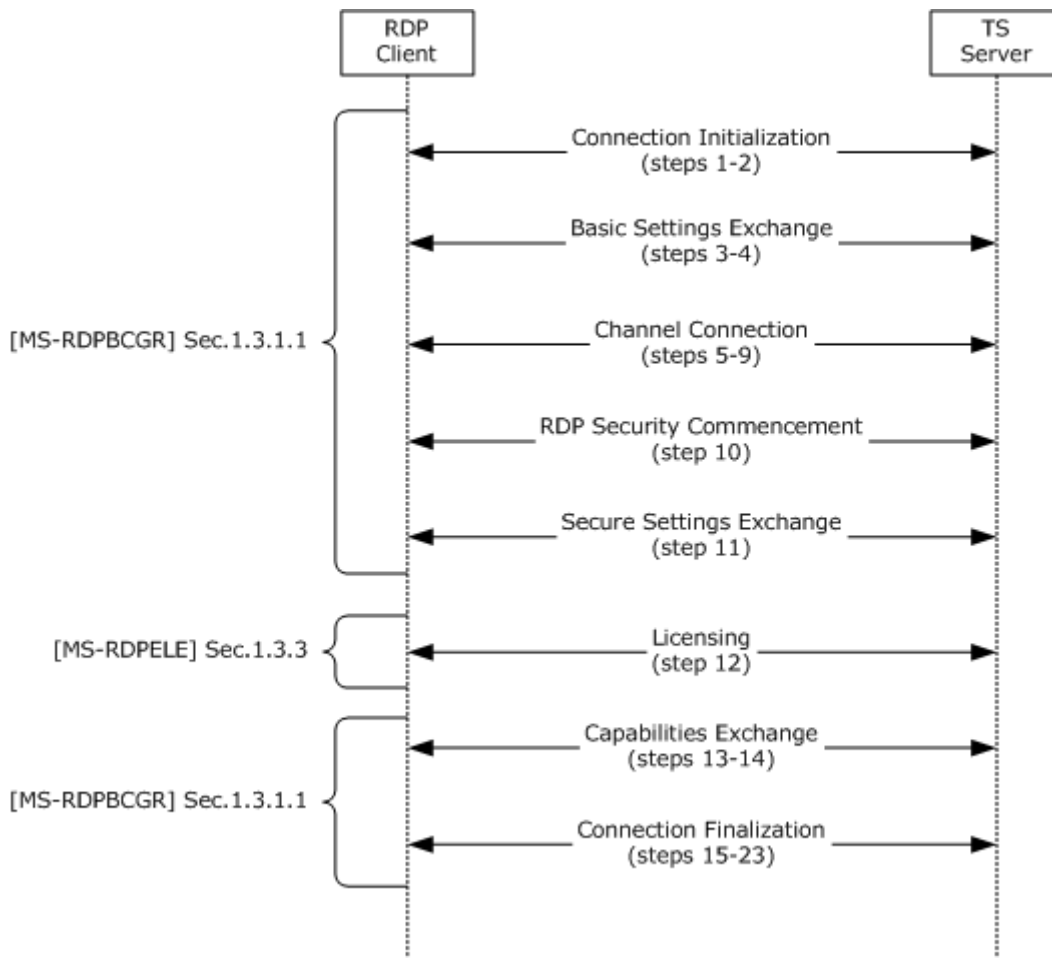 RDP
Client
TS
Server
Connection Initialization
(steps 1-2)
Basic Settings Exchange
(steps 3-4)
[MS-RDPBCGR] Sec.1.3.1.1
Channel Connection
(steps 5-9)
RDP Security Commencement
(step 10)
Secure Settings Exchange
(step 11)
[MS-RDPELE] Sec.1.3.3
Licensing
(step 12)
Capabilities Exchange
(steps 13-14)
[MS-RDPBCGR] Sec.1.3.1.1
Connection Finalization
(steps 15-23)